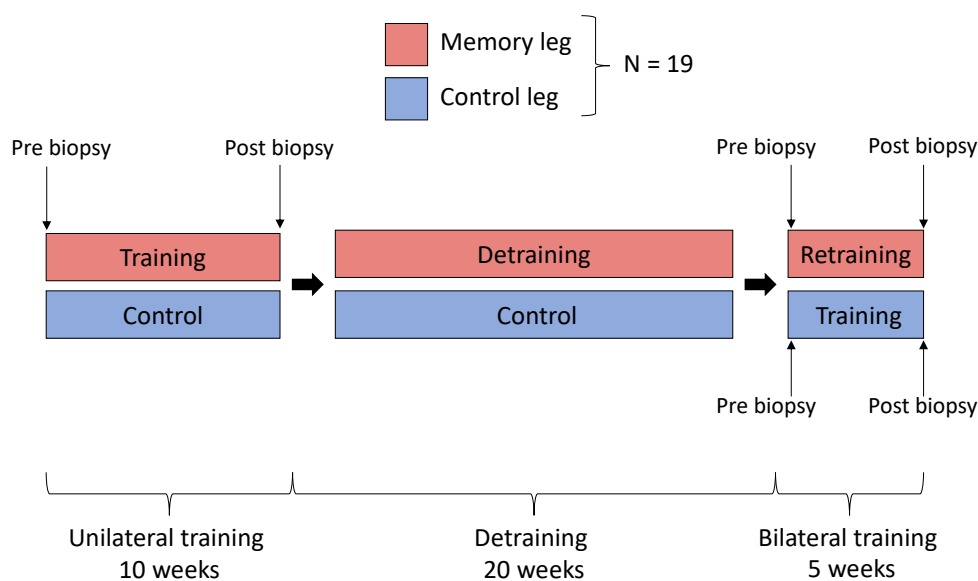 Memory leg
Control leg
N = 19
Pre biopsy
Post biopsy
Pre biopsy
Post biopsy
Training
Detraining
Retraining
Control
Control
Training
Pre biopsy
Post biopsy
Unilateral training
10 weeks
Detraining
20 weeks
Bilateral training
5 weeks